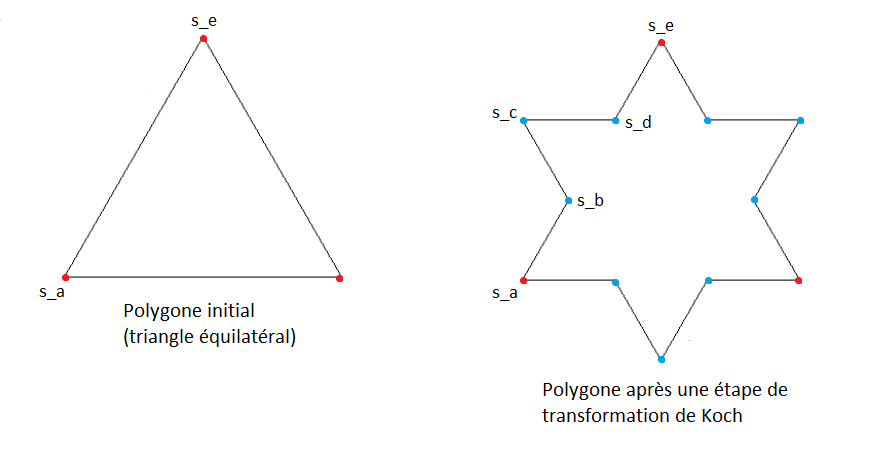 s_e
s_a
Polygone initial
(triangle équilatéral)
s_e
s_c
s_d
s_b
s_a
Polygone après une étape de
transformation de Koch